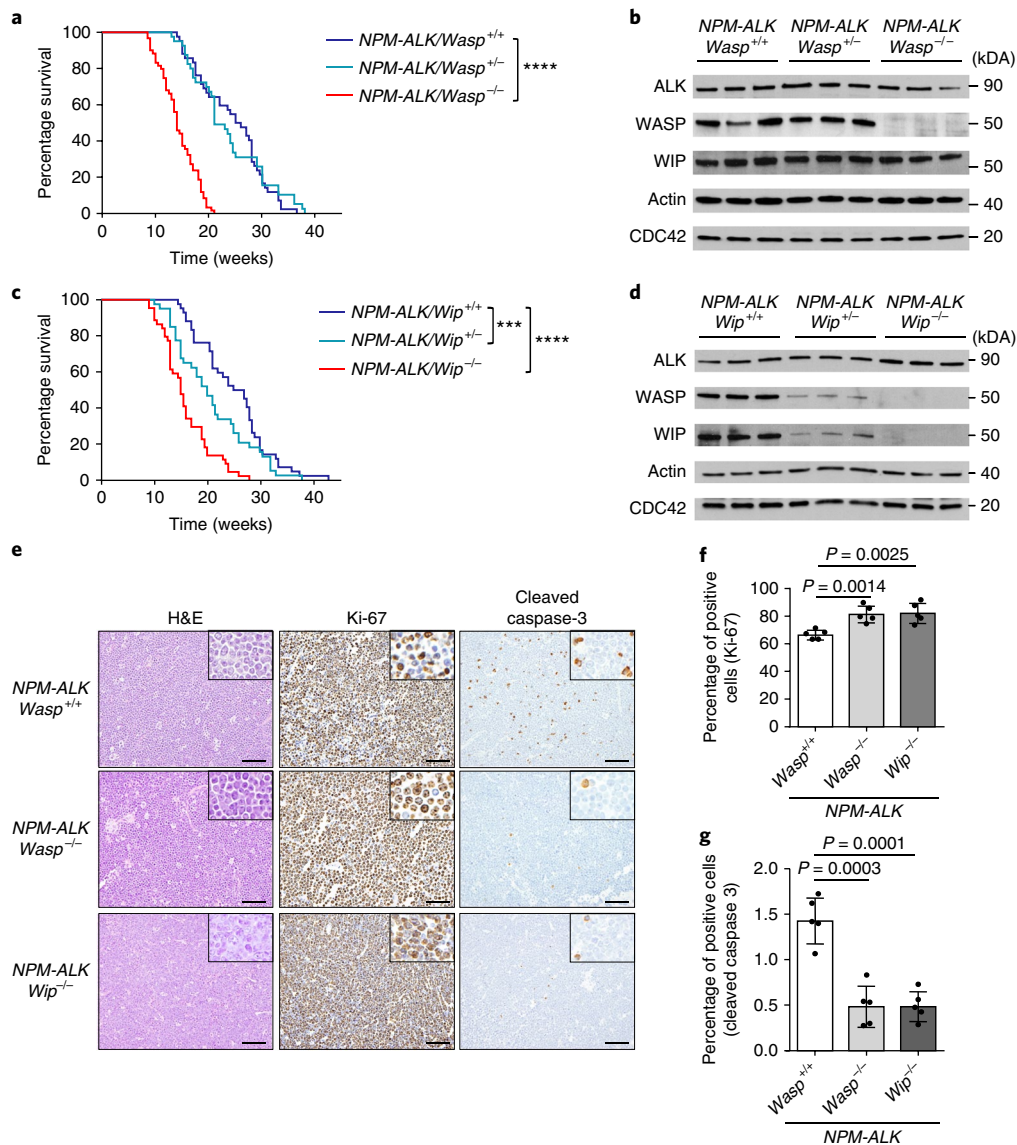 a
100
80
60
40
20
0
Percentage survival
0 10 20 30 40
Time (weeks)
NPM-ALK/Wasp+/+
NPM-ALK/Wasp+/−
NPM-ALK/Wasp−/−
****
b
NPM-ALK NPM-ALK NPM-ALK
Wasp+/+ Wasp+/− Wasp−/−
(kDA)
ALK 90
WASP 50
WIP 50
Actin 40
CDC42 20
c
100
80
60
40
20
0
Percentage survival
0 10 20 30 40
Time (weeks)
NPM-ALK/Wip+/+
NPM-ALK/Wip+/−
NPM-ALK/Wip−/−
***
****
d
NPM-ALK NPM-ALK NPM-ALK
Wip+/+ Wip+/− Wip−/−
(kDA)
ALK 90
WASP 50
WIP 50
Actin 40
CDC42 20
e
H&E Ki-67 Cleaved
caspase-3
NPM-ALK
Wasp+/+
NPM-ALK
Wasp−/−
NPM-ALK
Wip−/−
f
P = 0.0025
P = 0.0014
100
80
60
40
20
0
Percentage of positive
cells (Ki-67)
Wasp+/+ Wasp−/− Wip−/−
NPM-ALK
g
P = 0.0001
P = 0.0003
2.0
1.5
1.0
0.5
0.0
Percentage of positive cells
(cleaved caspase 3)
Wasp+/+ Wasp−/− Wip−/−
NPM-ALK